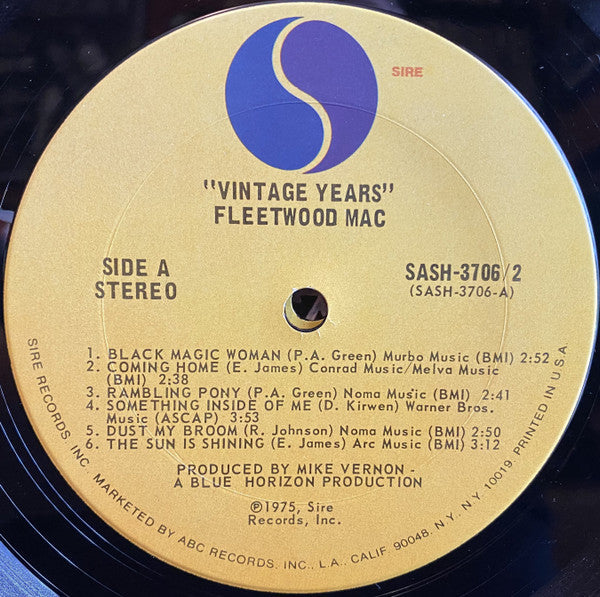 SIRE
"VINTAGE YEARS"
FLEETWOOD MAC
SIDE A
STEREO
SASH-3706/2
(SASH-3706-A)
1. BLACK MAGIC WOMAN (P.A. Green) Murbo Music (BMI) 2:52
2. COMING HOME (E. James) Conrad Music/Melva Music
(BMI) 2:38
3. RAMBLING PONY (P.A. Green) Noma Music (BMI) 2:41
4. SOMETHING INSIDE OF ME (D. Kirwen) Warner Bros.
Music (ASCAP) 3:53
5. DUST MY BROOM (R. Johnson) Noma Music (BMI) 2:50
6. THE SUN IS SHINING (E. James) Arc Music (BMI) 3:12
PRODUCED BY MIKE VERNON -
A BLUE HORIZON PRODUCTION
Ⓟ1975, Sire
Records, Inc.
SIRE RECORDS, INC. MARKETED BY ABC RECORDS, INC., L.A., CALIF. 90048. N.Y., N.Y. 10019. PRINTED IN U.S.A.